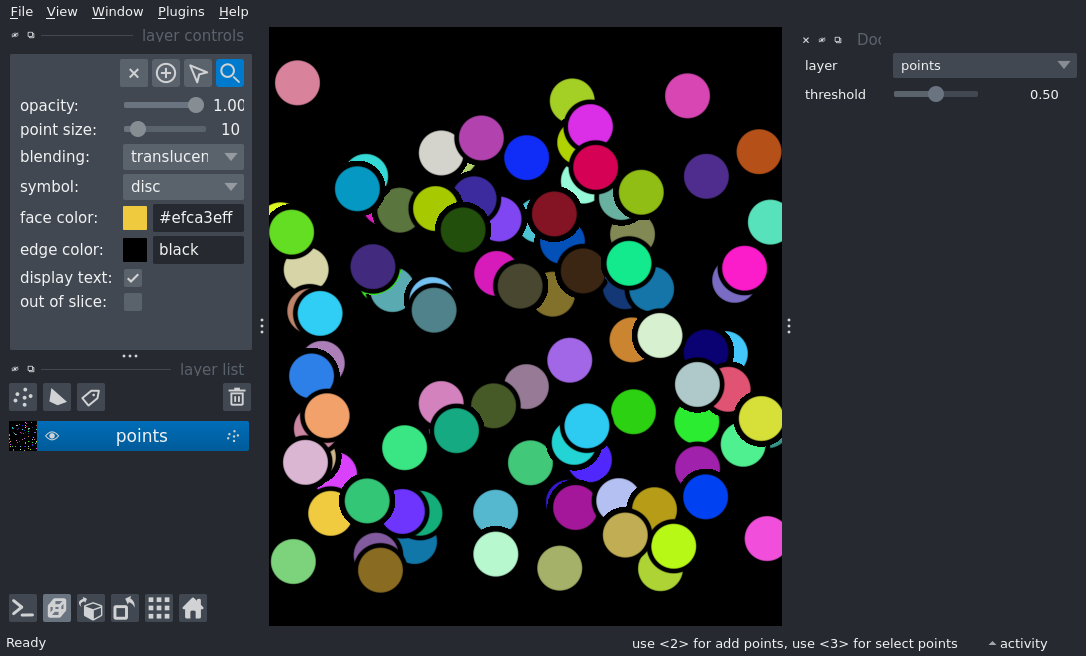 File View Window Plugins Help
layer controls
opacity: 1.00
point size: 10
blending: translucen
symbol: disc
face color: #efca3eff
edge color: black
display text:
out of slice:
layer list
points
Ready
layer points
threshold 0.50
use <2> for add points, use <3> for select points
activity